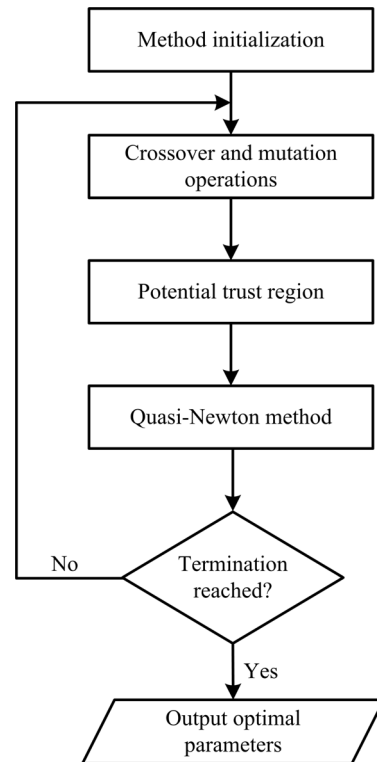 Method initialization
Crossover and mutation
operations
Potential trust region
Quasi-Newton method
Termination
reached?
No
Yes
Output optimal
parameters